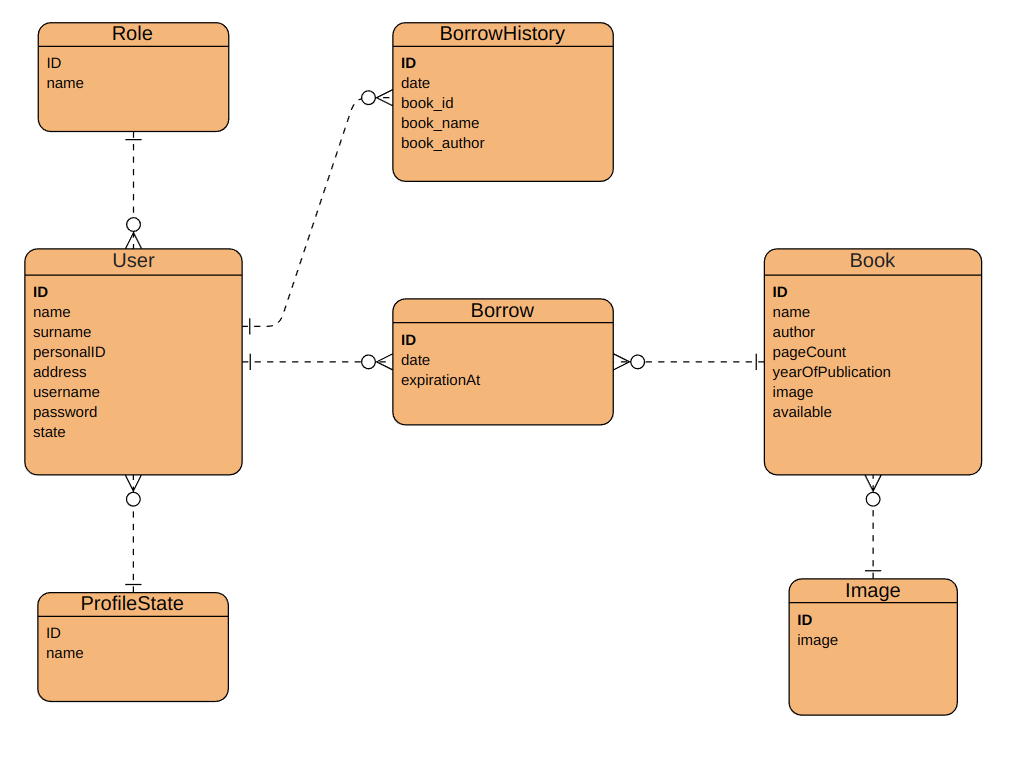 Role
ID
name
BorrowHistory
ID
date
book_id
book_name
book_author
User
ID
name
surname
personalID
address
username
password
state
Borrow
ID
date
expirationAt
Book
ID
name
author
pageCount
yearOfPublication
image
available
ProfileState
ID
name
Image
ID
image